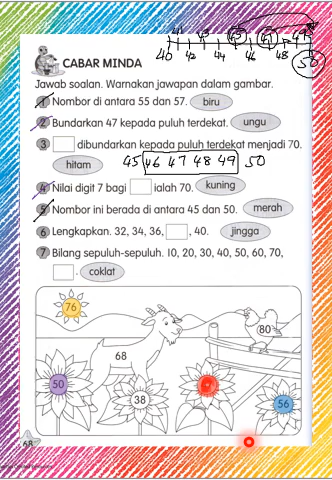 40 42 44 46 48 50
CABAR MINDA
Jawab soalan. Warnakan jawapan dalam gambar.
1 Nombor di antara 55 dan 57. biru
2 Bundarkan 47 kepada puluh terdekat. ungu
3 dibundarkan kepada puluh terdekat menjadi 70.
hitam 45 46 47 48 49 50
4 Nilai digit 7 bagi ialah 70. kuning
5 Nombor ini berada di antara 45 dan 50. merah
6 Lengkapkan. 32, 34, 36, , 40. jingga
7 Bilang sepuluh-sepuluh. 10, 20, 30, 40, 50, 60, 70,
. coklat
76
80
68
50
38
56
68